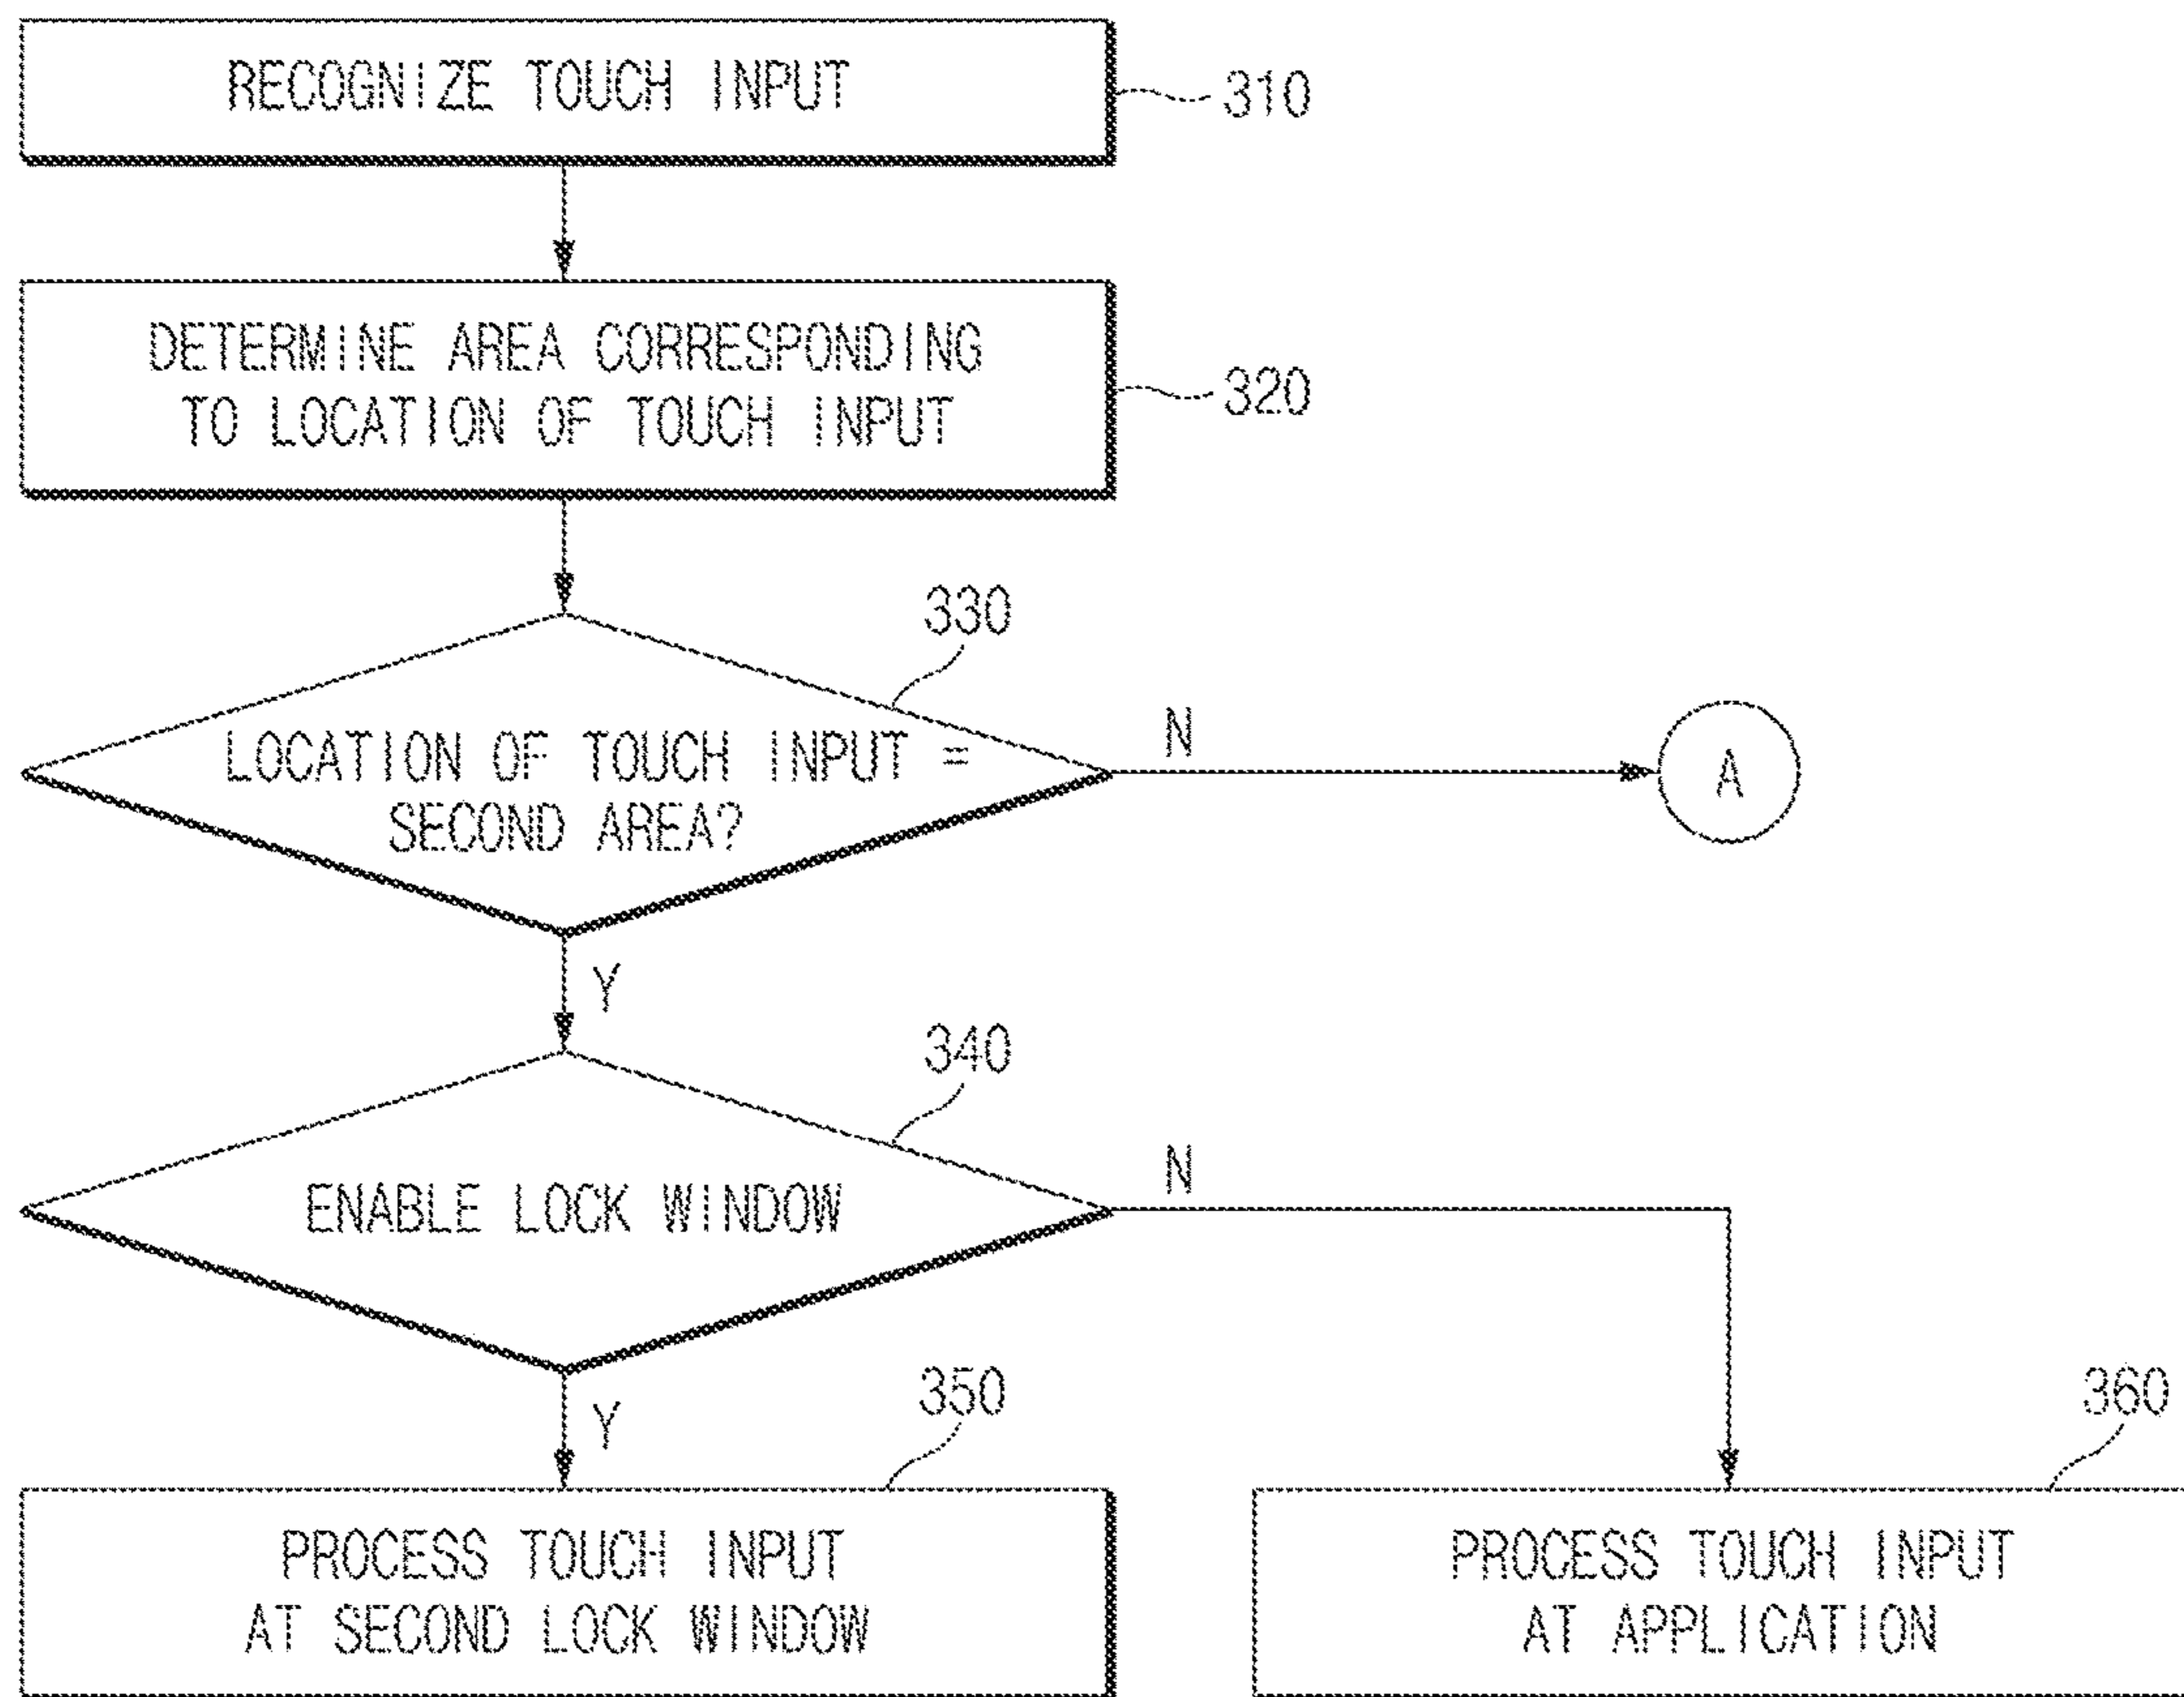 RECOGNIZE TOUCH INPUT
310
DETERMINE AREA CORRESPONDING
TO LOCATION OF TOUCH INPUT
320
330
LOCATION OF TOUCH INPUT =
SECOND AREA?
N
A
Y
340
ENABLE LOCK WINDOW
N
Y
350
360
PROCESS TOUCH INPUT
AT SECOND LOCK WINDOW
PROCESS TOUCH INPUT
AT APPLICATION